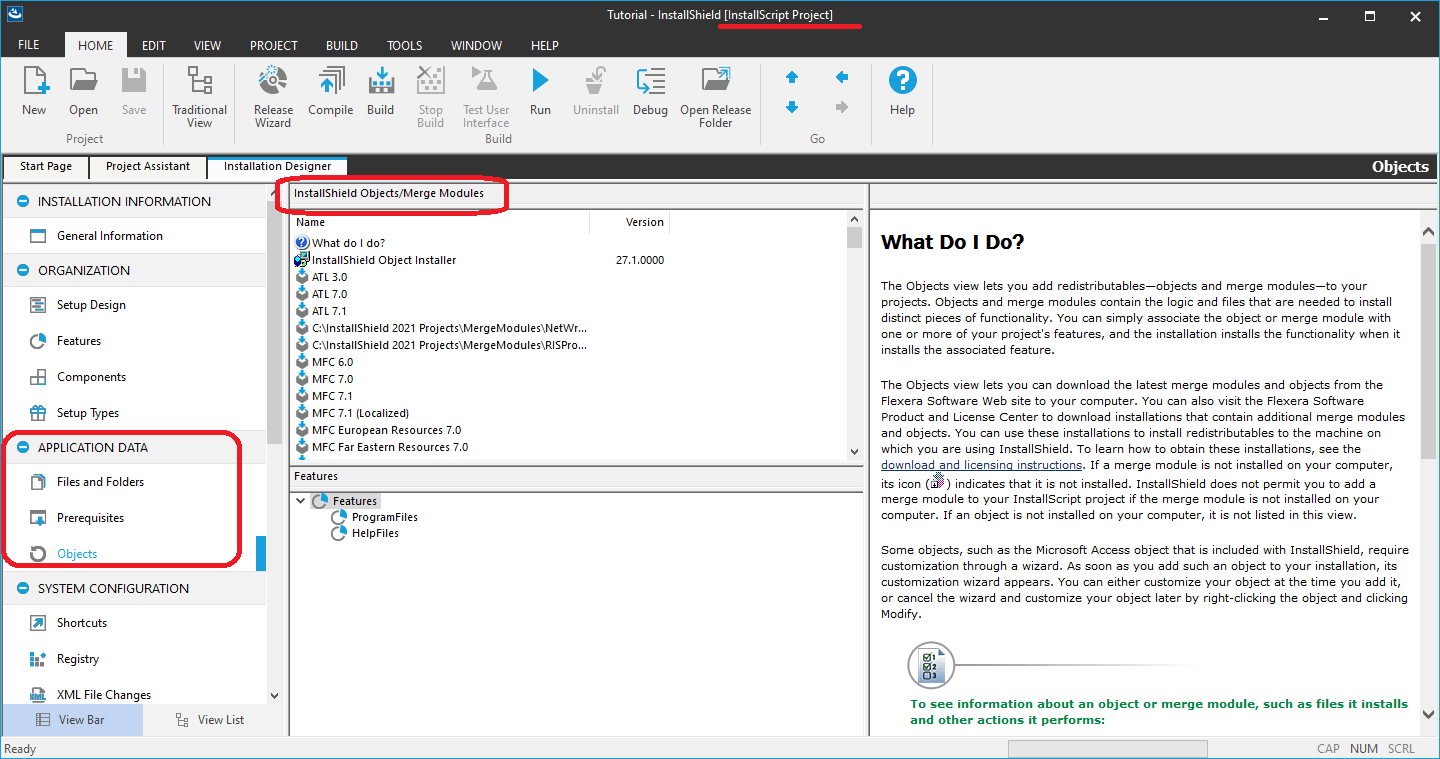 Tutorial - InstallShield [InstallScript Project]
FILE HOME EDIT VIEW PROJECT BUILD TOOLS WINDOW HELP
New Open Save Traditional View Release Wizard Compile Build Stop Build Test User Interface Run Uninstall Debug Open Release Folder Help
Project Build Go
Start Page Project Assistant Installation Designer Objects
INSTALLATION INFORMATION
General Information
ORGANIZATION
Setup Design
Features
Components
Setup Types
APPLICATION DATA
Files and Folders
Prerequisites
Objects
SYSTEM CONFIGURATION
Shortcuts
Registry
XML File Changes
View Bar View List
InstallShield Objects/Merge Modules
Name Version
What do I do?
InstallShield Object Installer 27.1.0000
ATL 3.0
ATL 7.0
ATL 7.1
C:\InstallShield 2021 Projects\MergeModules\NetWr...
C:\InstallShield 2021 Projects\MergeModules\RISPro...
MFC 6.0
MFC 7.0
MFC 7.1
MFC 7.1 (Localized)
MFC European Resources 7.0
MFC Far Eastern Resources 7.0
Features
Features
ProgramFiles
HelpFiles
What Do I Do?
The Objects view lets you add redistributables—objects and merge modules—to your
projects. Objects and merge modules contain the logic and files that are needed to install
distinct pieces of functionality. You can simply associate the object or merge module with
one or more of your project's features, and the installation installs the functionality when it
installs the associated feature.
The Objects view lets you can download the latest merge modules and objects from the
Flexera Software Web site to your computer. You can also visit the Flexera Software
Product and License Center to download installations that contain additional merge modules
and objects. You can use these installations to install redistributables to the machine on
which you are using InstallShield. To learn how to obtain these installations, see the
download and licensing instructions. If a merge module is not installed on your computer,
its icon ( ) indicates that it is not installed. InstallShield does not permit you to add a
merge module to your InstallScript project if the merge module is not installed on your
computer. If an object is not installed on your computer, it is not listed in this view.
Some objects, such as the Microsoft Access object that is included with InstallShield, require
customization through a wizard. As soon as you add such an object to your installation, its
customization wizard appears. You can either customize your object at the time you add it,
or cancel the wizard and customize your object later by right-clicking the object and clicking
Modify.
1
2
3
To see information about an object or merge module, such as files it installs
and other actions it performs:
Ready CAP NUM SCRL